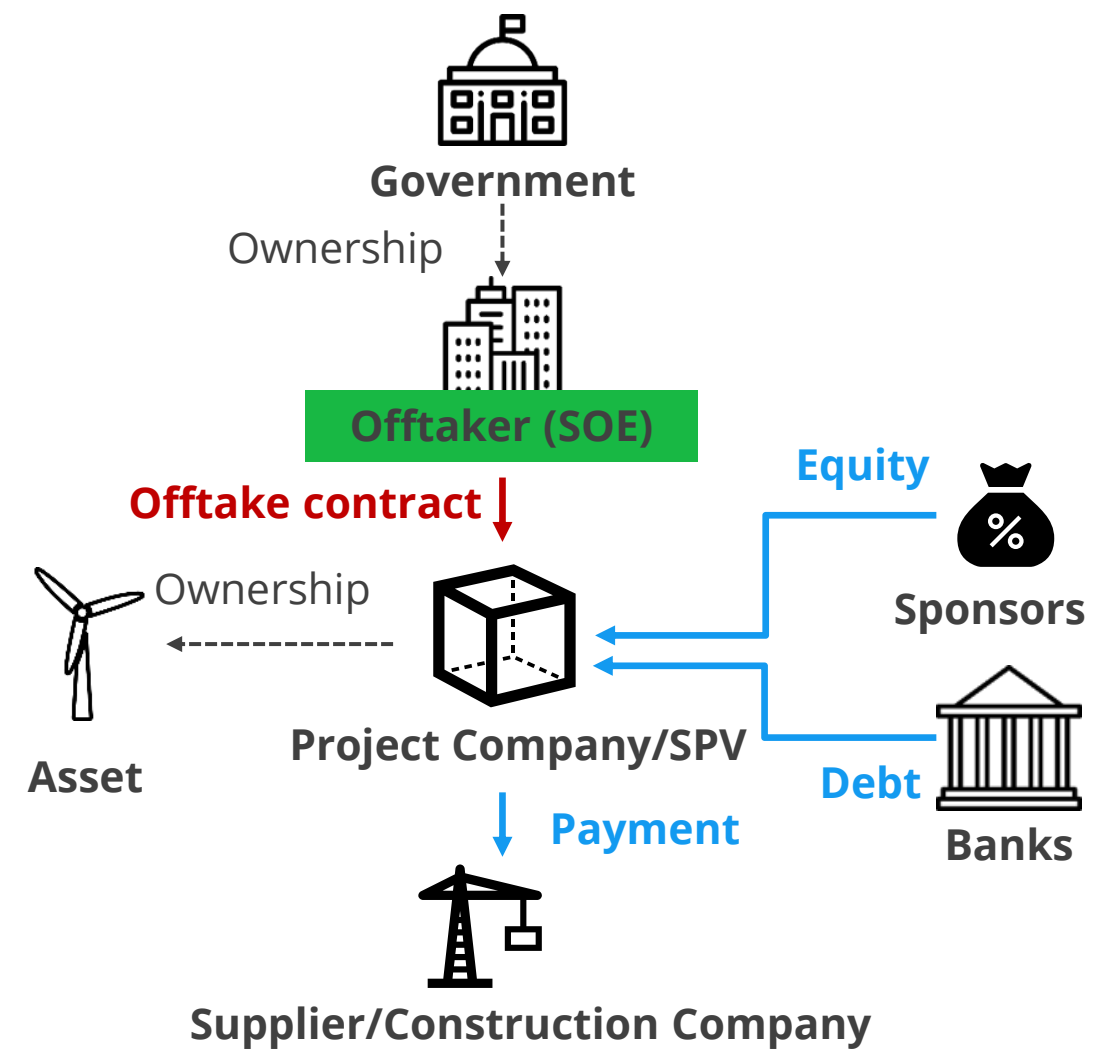 Government
Ownership
Offtaker (SOE)
Equity
Offtake contract
%
Ownership
Sponsors
Project Company/SPV
Asset
Debt
Payment
Banks
Supplier/Construction Company